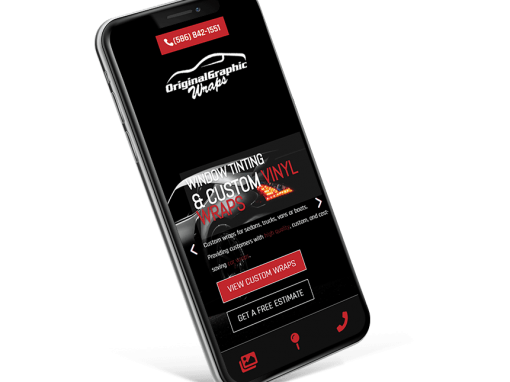 (586) 842-1551
OriginalGraphic
Wraps
WINDOW TINTING
& CUSTOM VINYL
WRAPS
Custom wraps for sedans, trucks, vans or boats.
Providing customers with high quality, custom, and cost-
saving
VIEW CUSTOM WRAPS
GET A FREE ESTIMATE